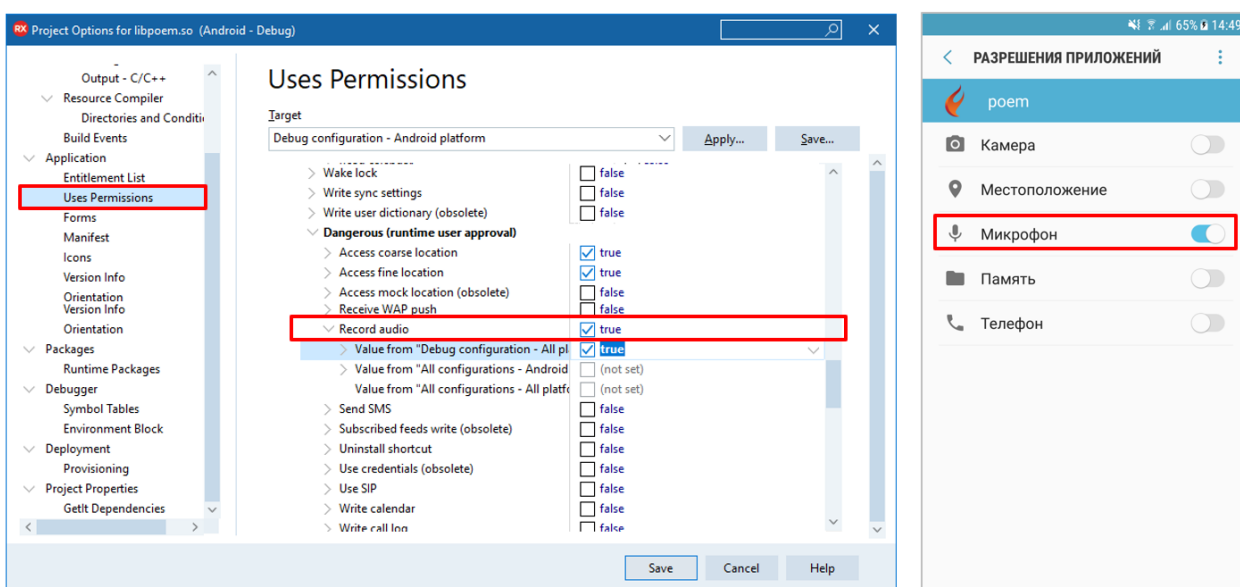 RX Project Options for libpoem.so (Android - Debug)
Output - C/C++
Resource Compiler
Directories and Conditi
Build Events
Application
Entitlement List
Uses Permissions
Forms
Manifest
Icons
Version Info
Orientation
Version Info
Orientation
Packages
Runtime Packages
Debugger
Symbol Tables
Environment Block
Deployment
Provisioning
Project Properties
GetIt Dependencies
Uses Permissions
Target
Debug configuration - Android platform
Apply...
Save...
Wake lock false
Write sync settings false
Write user dictionary (obsolete) false
Dangerous (runtime user approval)
Access coarse location true
Access fine location true
Access mock location (obsolete) false
Receive WAP push false
Record audio true
Value from "Debug configuration - All pl true
Value from "All configurations - Android (not set)
Value from "All configurations - All platfo (not set)
Send SMS false
Subscribed feeds write (obsolete) false
Uninstall shortcut false
Use credentials (obsolete) false
Use SIP false
Write calendar false
Write call log false
Save
Cancel
Help
65% 14:49
РАЗРЕШЕНИЯ ПРИЛОЖЕНИЙ
poem
Камера
Местоположение
Микрофон
Память
Телефон